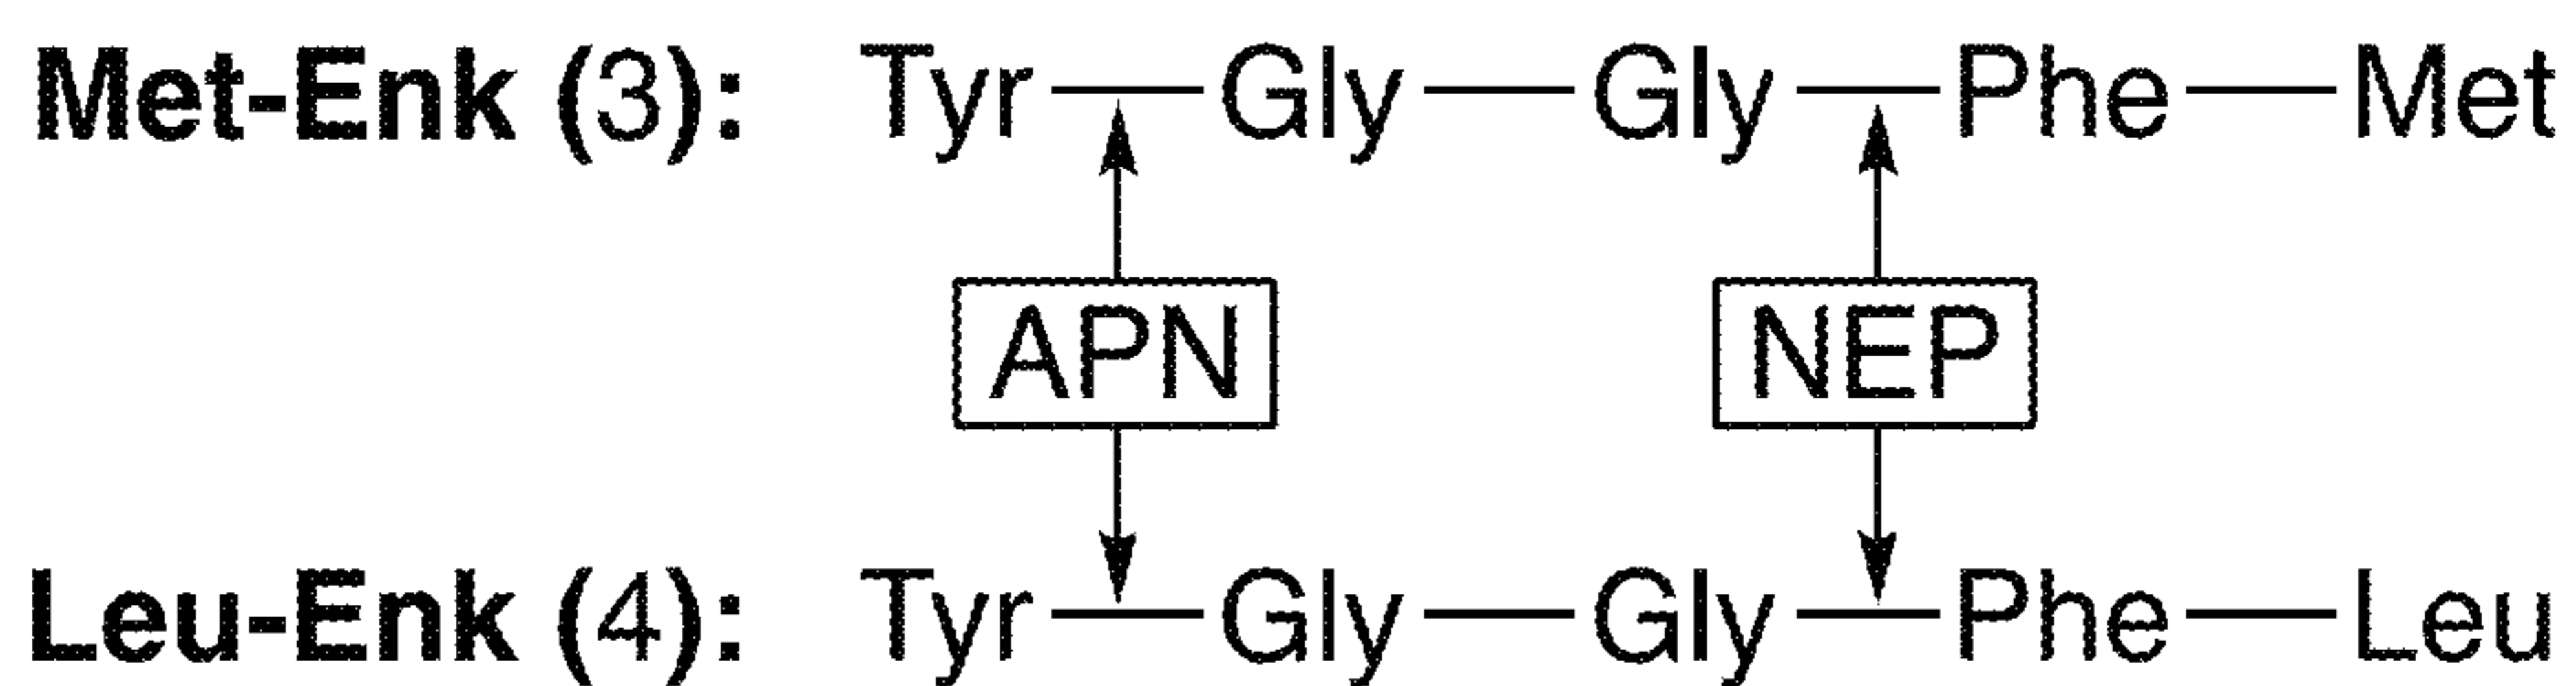 Met-Enk (3): Tyr — Gly — Gly — Phe — Met
APN NEP
Leu-Enk (4): Tyr — Gly — Gly — Phe — Leu